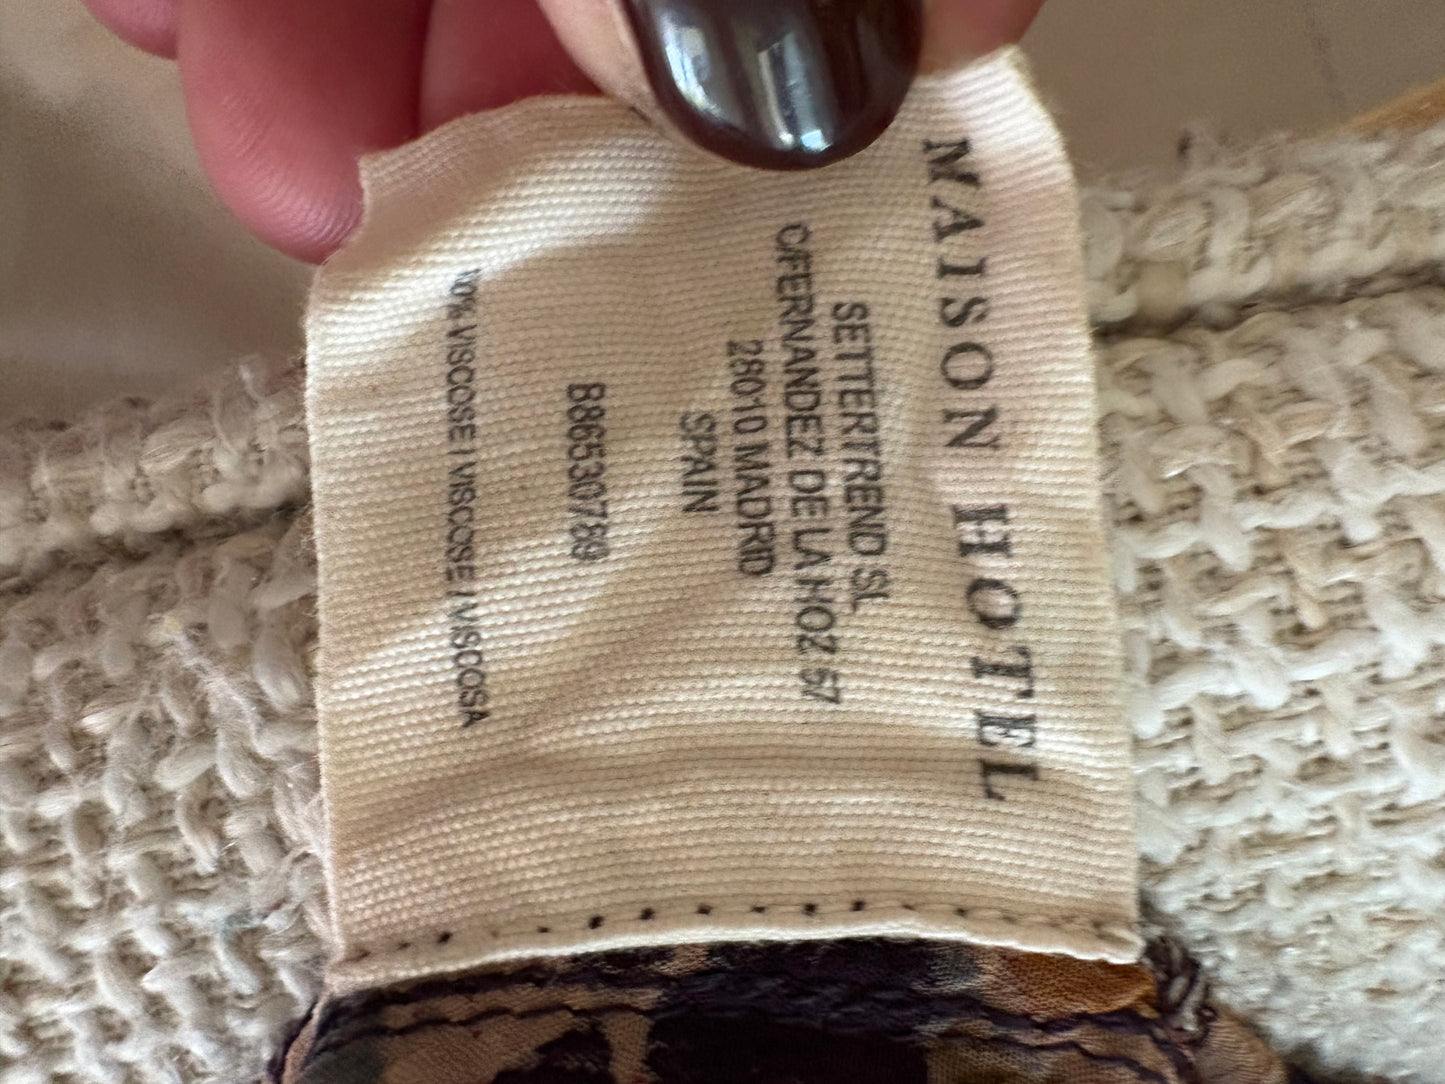 MAISON HOTEL
SETTERTREND SL
C/FERNANDEZ DE LA HOZ 57
28010 MADRID
SPAIN
B86530789
100% VISCOSE / VISCOSE / VISCOSA